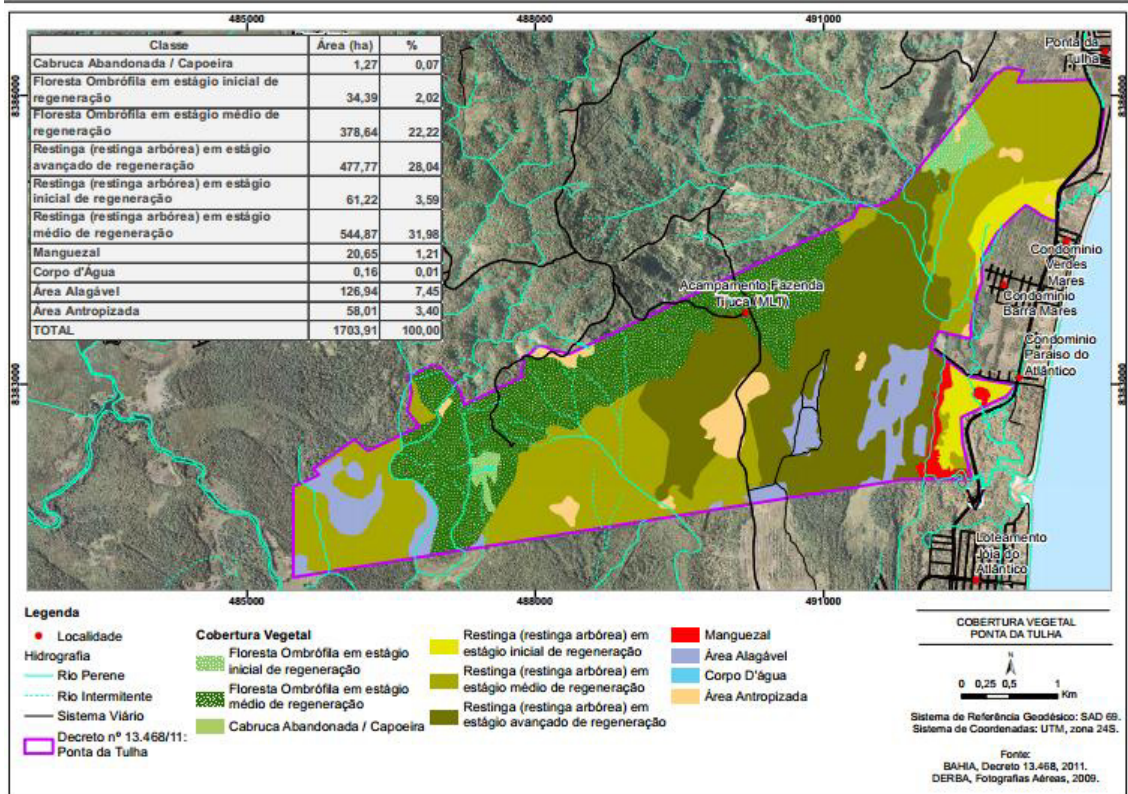 485000 488000 491000
8386000
8383000
8386000
8383000
Classe Área (ha) %
Cabruca Abandonada / Capoeira 1,27 0,07
Floresta Ombrófila em estágio inicial de
regeneração 34,39 2,02
Floresta Ombrófila em estágio médio de
regeneração 378,64 22,22
Restinga (restinga arbórea) em estágio
avançado de regeneração 477,77 28,04
Restinga (restinga arbórea) em estágio
inicial de regeneração 61,22 3,59
Restinga (restinga arbórea) em estágio
médio de regeneração 544,87 31,98
Manguezal 20,65 1,21
Corpo d'Água 0,16 0,01
Área Alagável 126,94 7,45
Área Antropizada 58,01 3,40
TOTAL 1703,91 100,00
Ponta da
Tulha
Condominio
Verdes
Mares
Condominio
Barra Mares
Acampamento Fazenda
Tijuca (MLT)
Condominio
Paraiso do
Atlântico
Loteamento
Jóia do
Atlântico
485000 488000 491000
Legenda
Localidade
Hidrografia
Rio Perene
Rio Intermitente
Sistema Viário
Decreto nº 13.468/11:
Ponta da Tulha
Cobertura Vegetal
Floresta Ombrófila em estágio
inicial de regeneração
Floresta Ombrófila em estágio
médio de regeneração
Cabruca Abandonada / Capoeira
Restinga (restinga arbórea) em
estágio inicial de regeneração
Restinga (restinga arbórea) em
estágio médio de regeneração
Restinga (restinga arbórea) em
estágio avançado de regeneração
Manguezal
Área Alagável
Corpo D'água
Área Antropizada
COBERTURA VEGETAL
PONTA DA TULHA
N
0 0,25 0,5 1
Km
Sistema de Referência Geodésico: SAD 69.
Sistema de Coordenadas: UTM, zona 24S.
Fonte:
BAHIA, Decreto 13.468, 2011.
DERBA, Fotografias Aéreas, 2009.